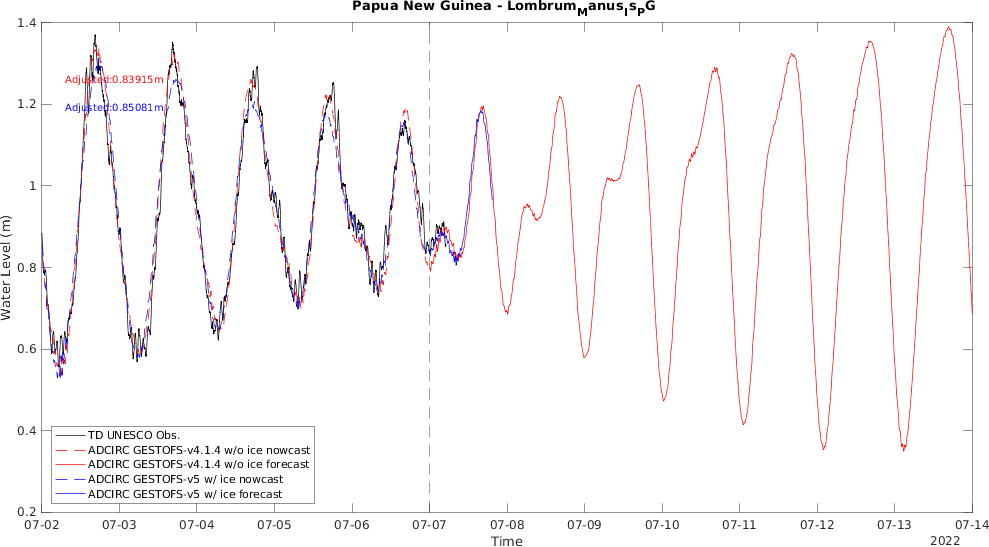 Papua New Guinea - LombrumManusIsPG
1.4
1.2
1
0.8
0.6
0.4
0.2
Water Level (m)
Adjusted:0.83915m
Adjusted:0.85081m
TD UNESCO Obs.
ADCIRC GESTOFS-v4.1.4 w/o ice nowcast
ADCIRC GESTOFS-v4.1.4 w/o ice forecast
ADCIRC GESTOFS-v5 w/ ice nowcast
ADCIRC GESTOFS-v5 w/ ice forecast
07-02 07-03 07-04 07-05 07-06 07-07 07-08 07-09 07-10 07-11 07-12 07-13 07-14
Time
2022